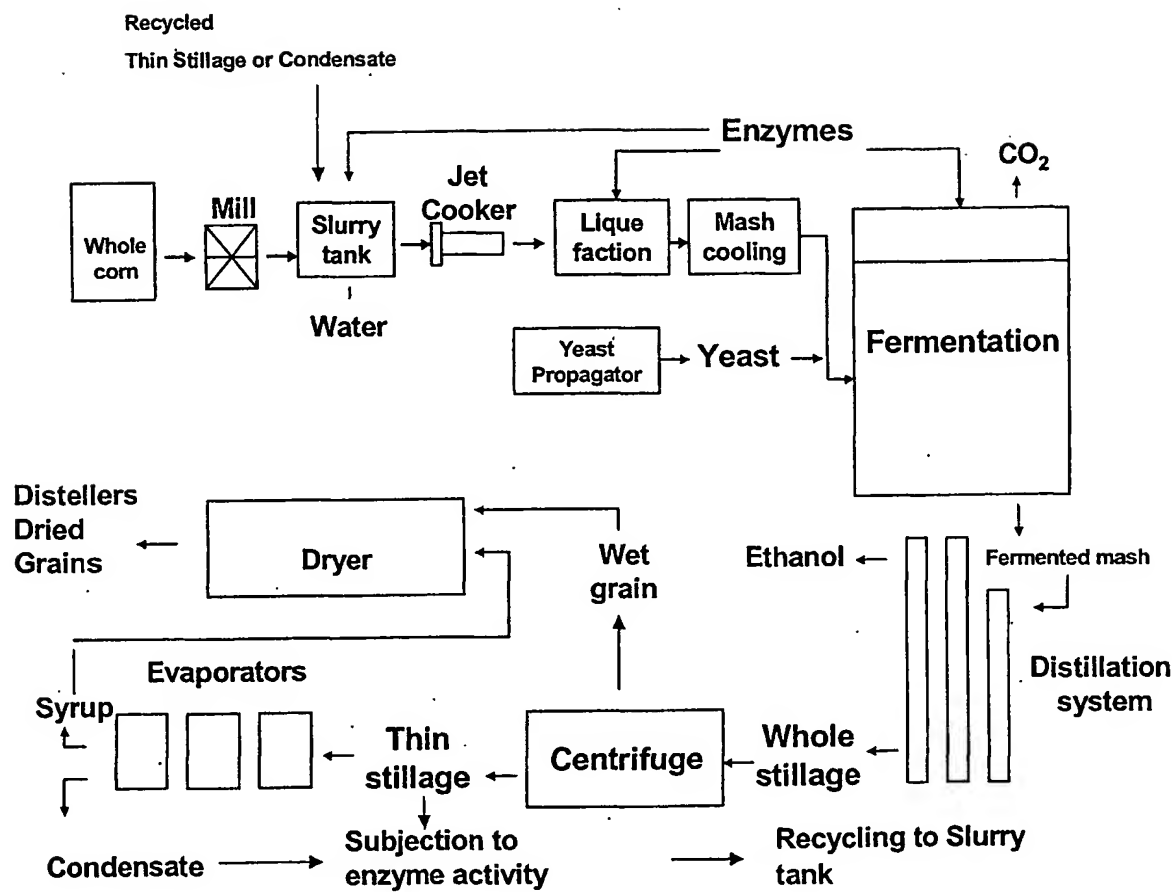 Recycled
Thin Stillage or Condensate
Enzymes
CO₂
Jet
Cooker
Mill
Whole
corn
Slurry
tank
Lique
faction
Mash
cooling
Water
Yeast
Propagator
Yeast
Fermentation
Distellers
Dried
Grains
Dryer
Wet
grain
Ethanol
Fermented mash
Distillation
system
Evaporators
Syrup
Thin
stillage
Centrifuge
Whole
stillage
Condensate
Subjection to
enzyme activity
Recycling to Slurry
tank